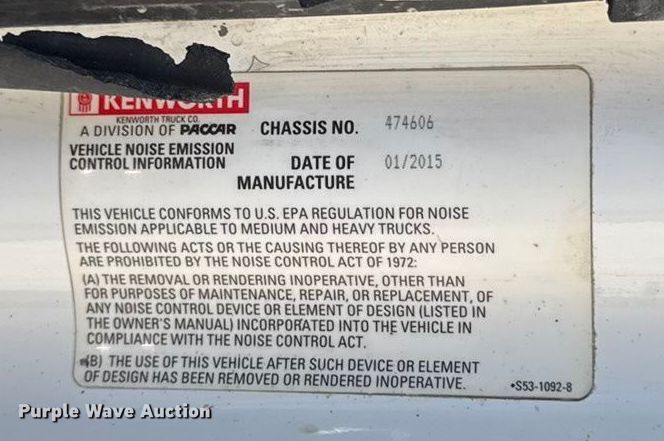 KENWORTH
KENWORTH TRUCK CO.
A DIVISION OF PACCAR
VEHICLE NOISE EMISSION
CONTROL INFORMATION
CHASSIS NO. 474606
DATE OF 01/2015
MANUFACTURE
THIS VEHICLE CONFORMS TO U.S. EPA REGULATION FOR NOISE
EMISSION APPLICABLE TO MEDIUM AND HEAVY TRUCKS.
THE FOLLOWING ACTS OR THE CAUSING THEREOF BY ANY PERSON
ARE PROHIBITED BY THE NOISE CONTROL ACT OF 1972:
(A) THE REMOVAL OR RENDERING INOPERATIVE, OTHER THAN
FOR PURPOSES OF MAINTENANCE, REPAIR, OR REPLACEMENT, OF
ANY NOISE CONTROL DEVICE OR ELEMENT OF DESIGN (LISTED IN
THE OWNER'S MANUAL) INCORPORATED INTO THE VEHICLE IN
COMPLIANCE WITH THE NOISE CONTROL ACT.
(B) THE USE OF THIS VEHICLE AFTER SUCH DEVICE OR ELEMENT
OF DESIGN HAS BEEN REMOVED OR RENDERED INOPERATIVE.
•S53-1092-8
Purple Wave Auction